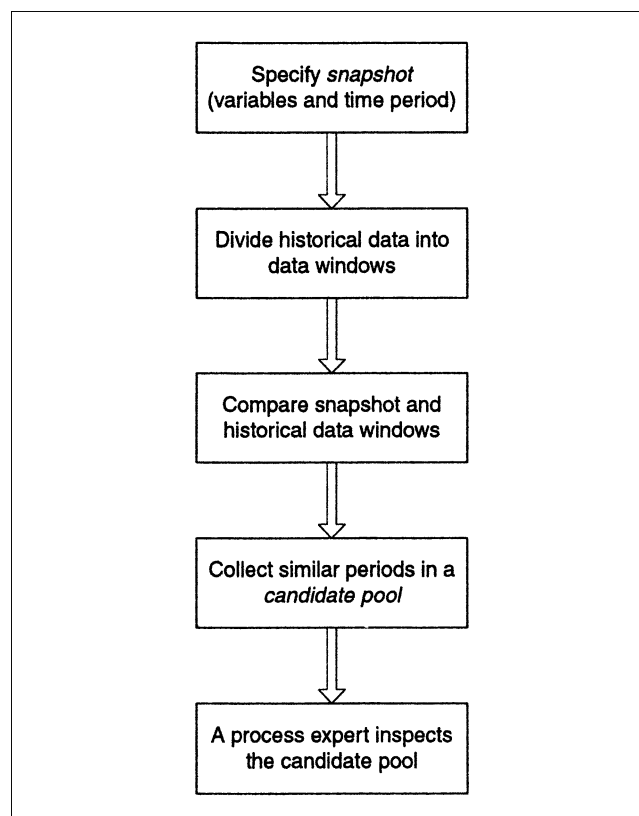 Specify snapshot
(variables and time period)
Divide historical data into
data windows
Compare snapshot and
historical data windows
Collect similar periods in a
candidate pool
A process expert inspects
the candidate pool